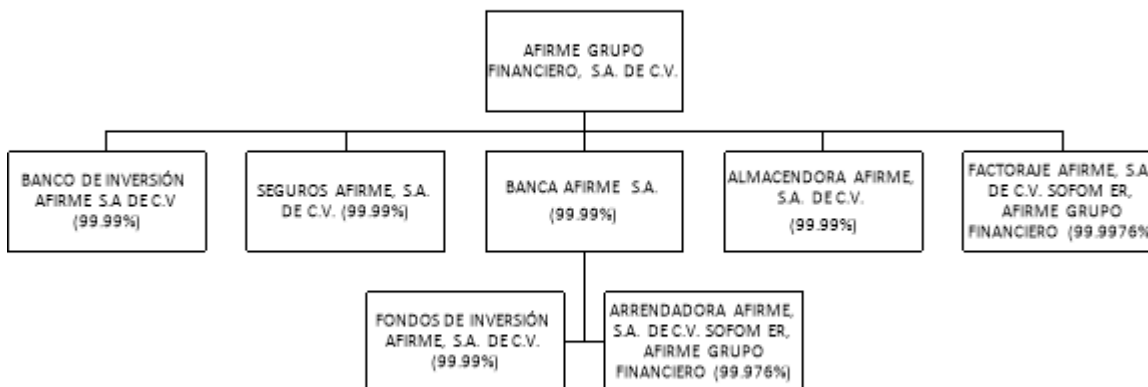 AFIRME GRUPO
FINANCIERO, S.A. DE C.V.
BANCO DE INVERSIÓN
AFIRME S.A DE C.V
(99.99%)
SEGUROS AFIRME, S.A.
DE C.V. (99.99%)
BANCA AFIRME S.A.
(99.99%)
ALMACENDORA AFIRME,
S.A. DE C.V.
(99.99%)
FACTORAJE AFIRME, S.A.
DE C.V. SOFOM ER,
AFIRME GRUPO
FINANCIERO (99.9976%
FONDOS DE INVERSIÓN
AFIRME, S.A. DE C.V.
(99.99%)
ARRENDADORA AFIRME,
S.A. DE C.V. SOFOM ER,
AFIRME GRUPO
FINANCIERO (99.976%)